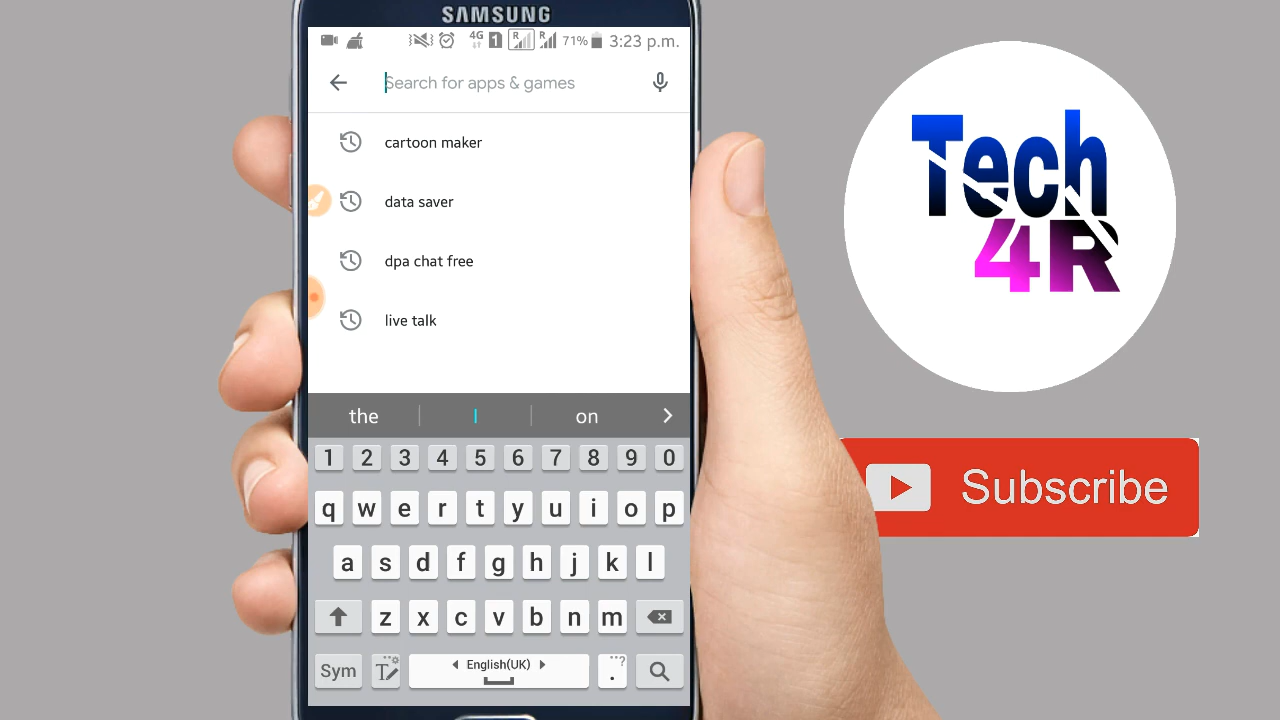 SAMSUNG
4G 1 R R 71% 3:23 p.m.
Search for apps & games
cartoon maker
data saver
dpa chat free
live talk
the I on
1 2 3 4 5 6 7 8 9 0
q w e r t y u i o p
a s d f g h j k l
z x c v b n m
Sym T English(UK) . ...?
Tech
4R
Subscribe